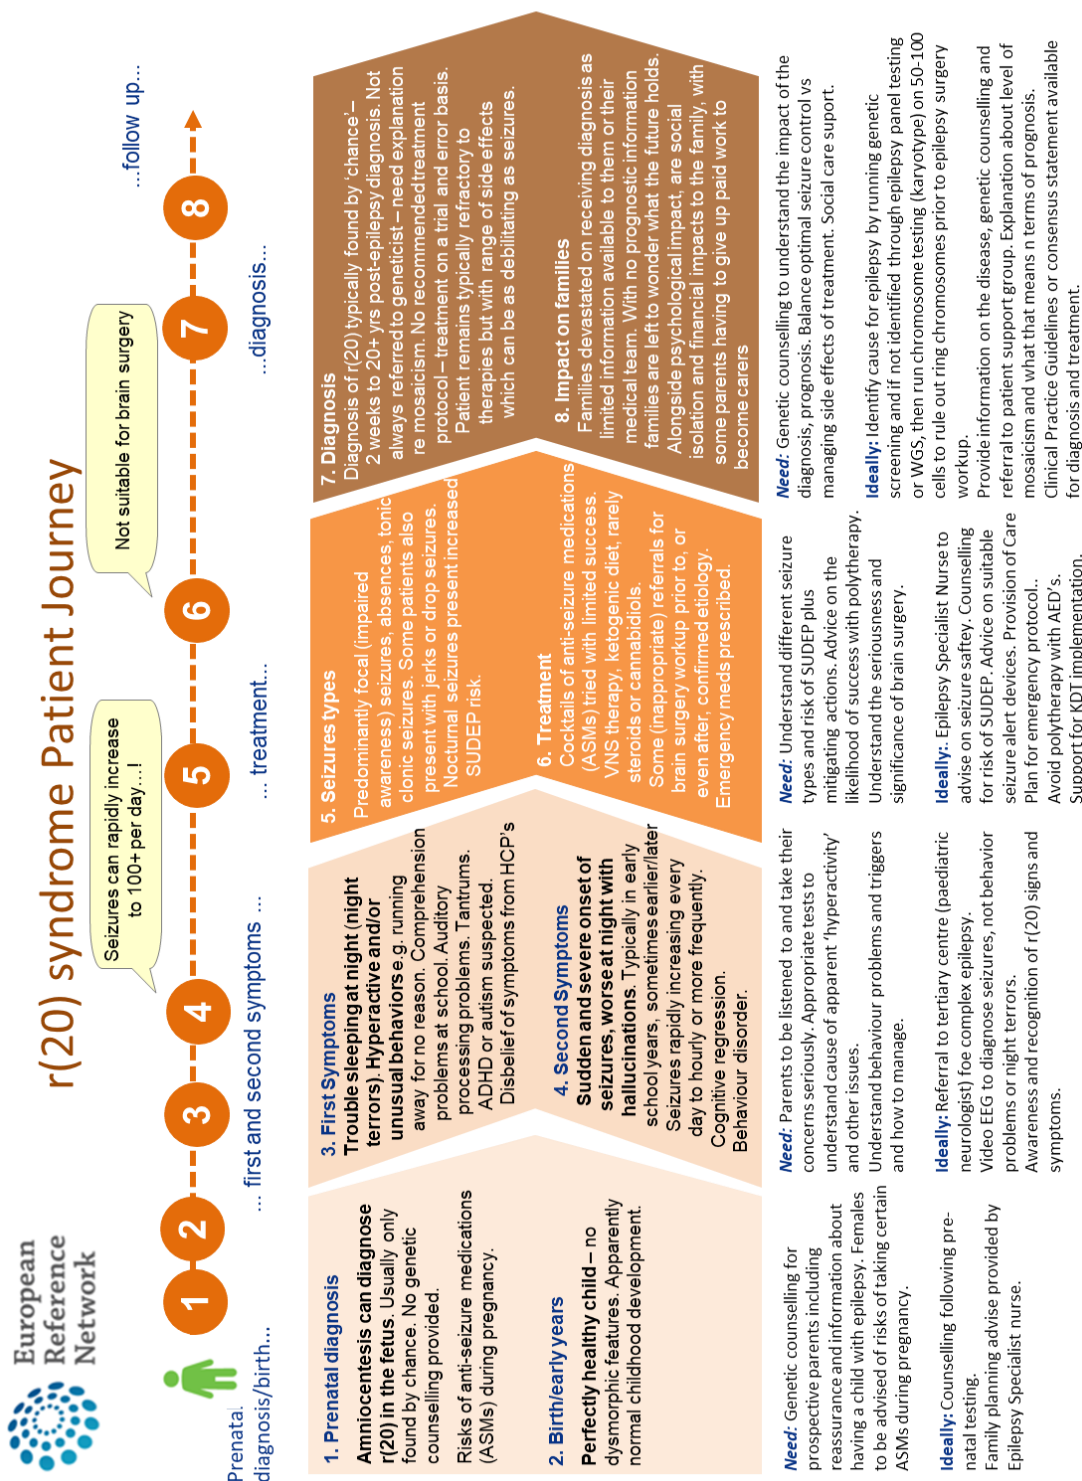 European
Reference
Network
r(20) syndrome Patient Journey
Seizures can rapidly increase
to 100+ per day...!
Not suitable for brain surgery
1
2
3
4
5
6
7
8
Prenatal
diagnosis/birth...
... first and second symptoms ...
... treatment...
...diagnosis...
...follow up...
1. Prenatal diagnosis
Amniocentesis can diagnose
r(20) in the fetus. Usually only
found by chance. No genetic
counselling provided.
Risks of anti-seizure medications
(ASMs) during pregnancy.
2. Birth/early years
Perfectly healthy child – no
dysmorphic features. Apparently
normal childhood development.
3. First Symptoms
Trouble sleeping at night (night
terrors). Hyperactive and/or
unusual behaviors e.g. running
away for no reason. Comprehension
problems at school. Auditory
processing problems. Tantrums.
ADHD or autism suspected.
Disbelief of symptoms from HCP's
4. Second Symptoms
Sudden and severe onset of
seizures, worse at night with
hallucinations. Typically in early
school years, sometimes earlier/later
Seizures rapidly increasing every
day to hourly or more frequently.
Cognitive regression.
Behaviour disorder.
5. Seizures types
Predominantly focal (impaired
awareness) seizures, absences, tonic
clonic seizures. Some patients also
present with jerks or drop seizures.
Nocturnal seizures present increased
SUDEP risk.
6. Treatment
Cocktails of anti-seizure medications
(ASMs) tried with limited success.
VNS therapy, ketogenic diet, rarely
steroids or cannabidiols.
Some (inappropriate) referrals for
brain surgery workup prior to, or
even after, confirmed etiology.
Emergency meds prescribed.
7. Diagnosis
Diagnosis of r(20) typically found by 'chance' –
2 weeks to 20+ yrs post-epilepsy diagnosis. Not
always referred to geneticist – need explanation
re mosaicism. No recommended treatment
protocol – treatment on a trial and error basis.
Patient remains typically refractory to
therapies but with range of side effects
which can be as debilitating as seizures.
8. Impact on families
Families devastated on receiving diagnosis as
limited information available to them or their
medical team. With no prognostic information
families are left to wonder what the future holds.
Alongside psychological impact, are social
isolation and financial impacts to the family, with
some parents having to give up paid work to
become carers
Need: Genetic counselling for
prospective parents including
reassurance and information about
having a child with epilepsy. Females
to be advised of risks of taking certain
ASMs during pregnancy.
Ideally: Counselling following pre-
natal testing.
Family planning advise provided by
Epilepsy Specialist nurse.
Need: Parents to be listened to and take their
concerns seriously. Appropriate tests to
understand cause of apparent 'hyperactivity'
and other issues.
Understand behaviour problems and triggers
and how to manage.
Ideally: Referral to tertiary centre (paediatric
neurologist) foe complex epilepsy.
Video EEG to diagnose seizures, not behavior
problems or night terrors.
Awareness and recognition of r(20) signs and
symptoms.
Need: Understand different seizure
types and risk of SUDEP plus
mitigating actions. Advice on the
likelihood of success with polytherapy.
Understand the seriousness and
significance of brain surgery.
Ideally:. Epilepsy Specialist Nurse to
advise on seizure saftey. Counselling
for risk of SUDEP. Advice on suitable
seizure alert devices. Provision of Care
Plan for emergency protocol..
Avoid polytherapy with AED's.
Support for KDT implementation.
Need: Genetic counselling to understand the impact of the
diagnosis, prognosis. Balance optimal seizure control vs
managing side effects of treatment. Social care suport.
Ideally: Identify cause for epilepsy by running genetic
screening and if not identified through epilepsy panel testing
or WGS, then run chromosome testing (karyotype) on 50-100
cells to rule out ring chromosomes prior to epilepsy surgery
workup.
Provide information on the disease, genetic counselling and
referral to patient support group. Explanation about level of
mosaicism and what that means n terms of prognosis.
Clinical Practice Guidelines or consensus statement available
for diagnosis and treatment.